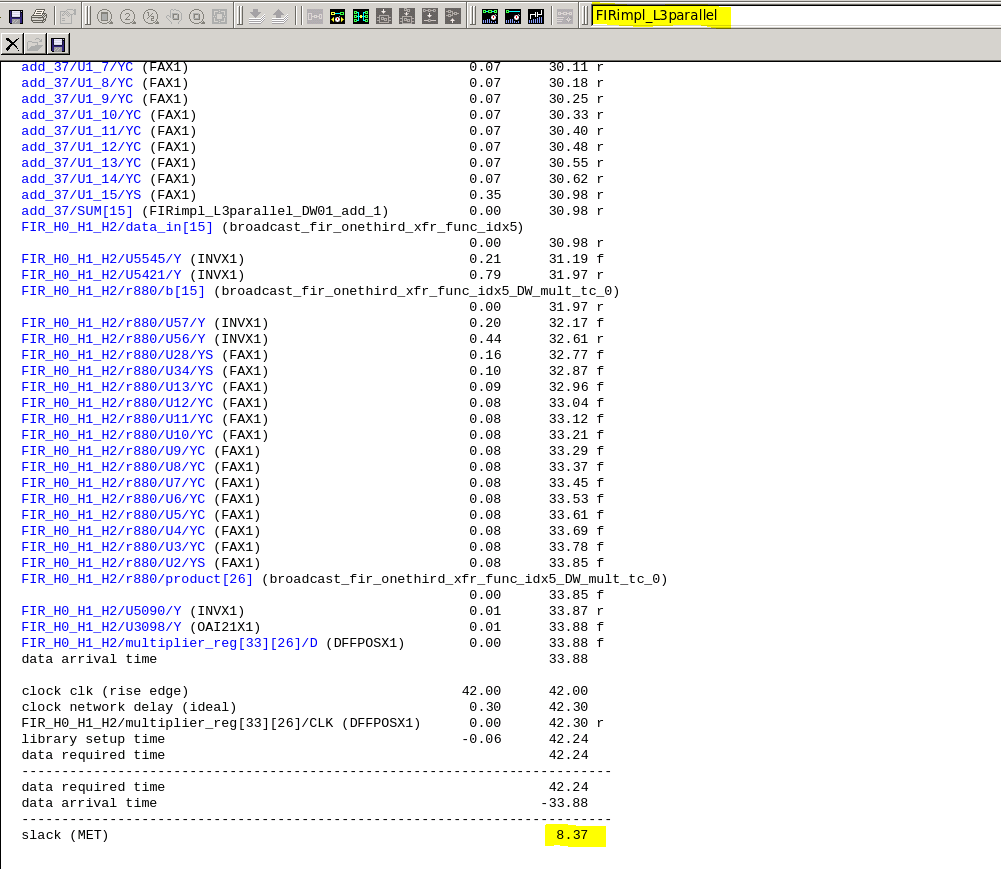 FIRimpl_L3parallel
add_37/U1_7/YC (FAX1) 0.07 30.11 r
add_37/U1_8/YC (FAX1) 0.07 30.18 r
add_37/U1_9/YC (FAX1) 0.07 30.25 r
add_37/U1_10/YC (FAX1) 0.07 30.33 r
add_37/U1_11/YC (FAX1) 0.07 30.40 r
add_37/U1_12/YC (FAX1) 0.07 30.48 r
add_37/U1_13/YC (FAX1) 0.07 30.55 r
add_37/U1_14/YC (FAX1) 0.07 30.62 r
add_37/U1_15/YS (FAX1) 0.35 30.98 r
add_37/SUM[15] (FIRimpl_L3parallel_DW01_add_1) 0.00 30.98 r
FIR_H0_H1_H2/data_in[15] (broadcast_fir_onethird_xfr_func_idx5)
0.00 30.98 r
FIR_H0_H1_H2/U5545/Y (INVX1) 0.21 31.19 f
FIR_H0_H1_H2/U5421/Y (INVX1) 0.79 31.97 r
FIR_H0_H1_H2/r880/b[15] (broadcast_fir_onethird_xfr_func_idx5_DW_mult_tc_0)
0.00 31.97 r
FIR_H0_H1_H2/r880/U57/Y (INVX1) 0.20 32.17 f
FIR_H0_H1_H2/r880/U56/Y (INVX1) 0.44 32.61 r
FIR_H0_H1_H2/r880/U28/YS (FAX1) 0.16 32.77 f
FIR_H0_H1_H2/r880/U34/YS (FAX1) 0.10 32.87 f
FIR_H0_H1_H2/r880/U13/YC (FAX1) 0.09 32.96 f
FIR_H0_H1_H2/r880/U12/YC (FAX1) 0.08 33.04 f
FIR_H0_H1_H2/r880/U11/YC (FAX1) 0.08 33.12 f
FIR_H0_H1_H2/r880/U10/YC (FAX1) 0.08 33.21 f
FIR_H0_H1_H2/r880/U9/YC (FAX1) 0.08 33.29 f
FIR_H0_H1_H2/r880/U8/YC (FAX1) 0.08 33.37 f
FIR_H0_H1_H2/r880/U7/YC (FAX1) 0.08 33.45 f
FIR_H0_H1_H2/r880/U6/YC (FAX1) 0.08 33.53 f
FIR_H0_H1_H2/r880/U5/YC (FAX1) 0.08 33.61 f
FIR_H0_H1_H2/r880/U4/YC (FAX1) 0.08 33.69 f
FIR_H0_H1_H2/r880/U3/YC (FAX1) 0.08 33.78 f
FIR_H0_H1_H2/r880/U2/YS (FAX1) 0.08 33.85 f
FIR_H0_H1_H2/r880/product[26] (broadcast_fir_onethird_xfr_func_idx5_DW_mult_tc_0)
0.00 33.85 f
FIR_H0_H1_H2/U5090/Y (INVX1) 0.01 33.87 r
FIR_H0_H1_H2/U3098/Y (OAI21X1) 0.01 33.88 f
FIR_H0_H1_H2/multiplier_reg[33][26]/D (DFFPOSX1) 0.00 33.88 f
data arrival time 33.88
clock clk (rise edge) 42.00 42.00
clock network delay (ideal) 0.30 42.30
FIR_H0_H1_H2/multiplier_reg[33][26]/CLK (DFFPOSX1) 0.00 42.30 r
library setup time -0.06 42.24
data required time 42.24
--------------------------------------------------------------------------
data required time 42.24
data arrival time -33.88
--------------------------------------------------------------------------
slack (MET) 8.37